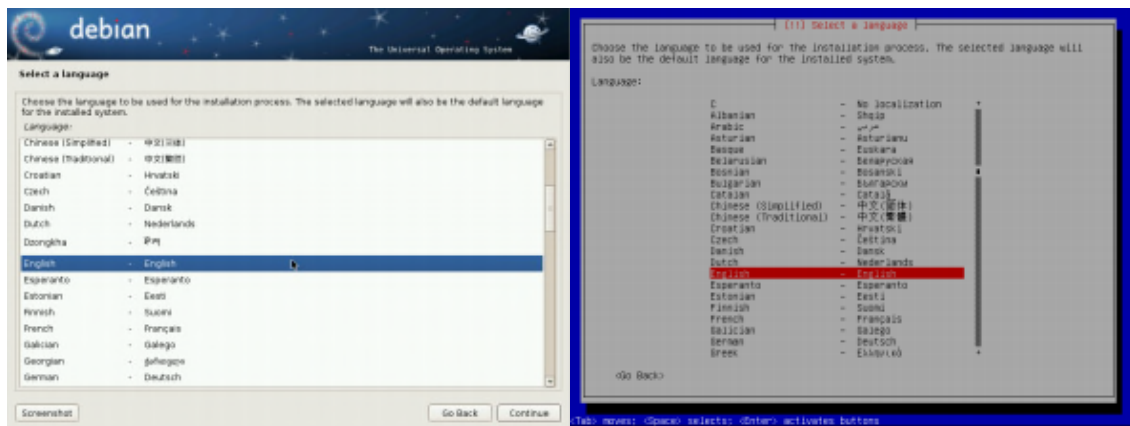 debian
The Universal Operating System
Select a language
Choose the language to be used for the installation process. The selected language will also be the default language
for the installed system.
Language:
Chinese (Simplified) - 中文(简体)
Chinese (Traditional) - 中文(繁體)
Croatian - Hrvatski
Czech - Čeština
Danish - Dansk
Dutch - Nederlands
Dzongkha -
English - English
Esperanto - Esperanto
Estonian - Eesti
Finnish - Suomi
French - Français
Galician - Galego
Georgian - ქართული
German - Deutsch
Screenshot
Go Back
Continue
[!!] Select a language
Choose the language to be used for the installation process. The selected language will
also be the default language for the installed system.
Language:
C - No localization
Albanian - Shqip
Arabic - عربي
Asturian - Asturianu
Basque - Euskara
Belarusian - Беларуская
Bosnian - Bosanski
Bulgarian - Български
Catalan - Català
Chinese (Simplified) - 中文(简体)
Chinese (Traditional) - 中文(繁體)
Croatian - Hrvatski
Czech - Čeština
Danish - Dansk
Dutch - Nederlands
English - English
Esperanto - Esperanto
Estonian - Eesti
Finnish - Suomi
French - Français
Galician - Galego
German - Deutsch
Greek - Ελληνικά
<Go Back>
<Tab> moves; <Space> selects; <Enter> activates buttons